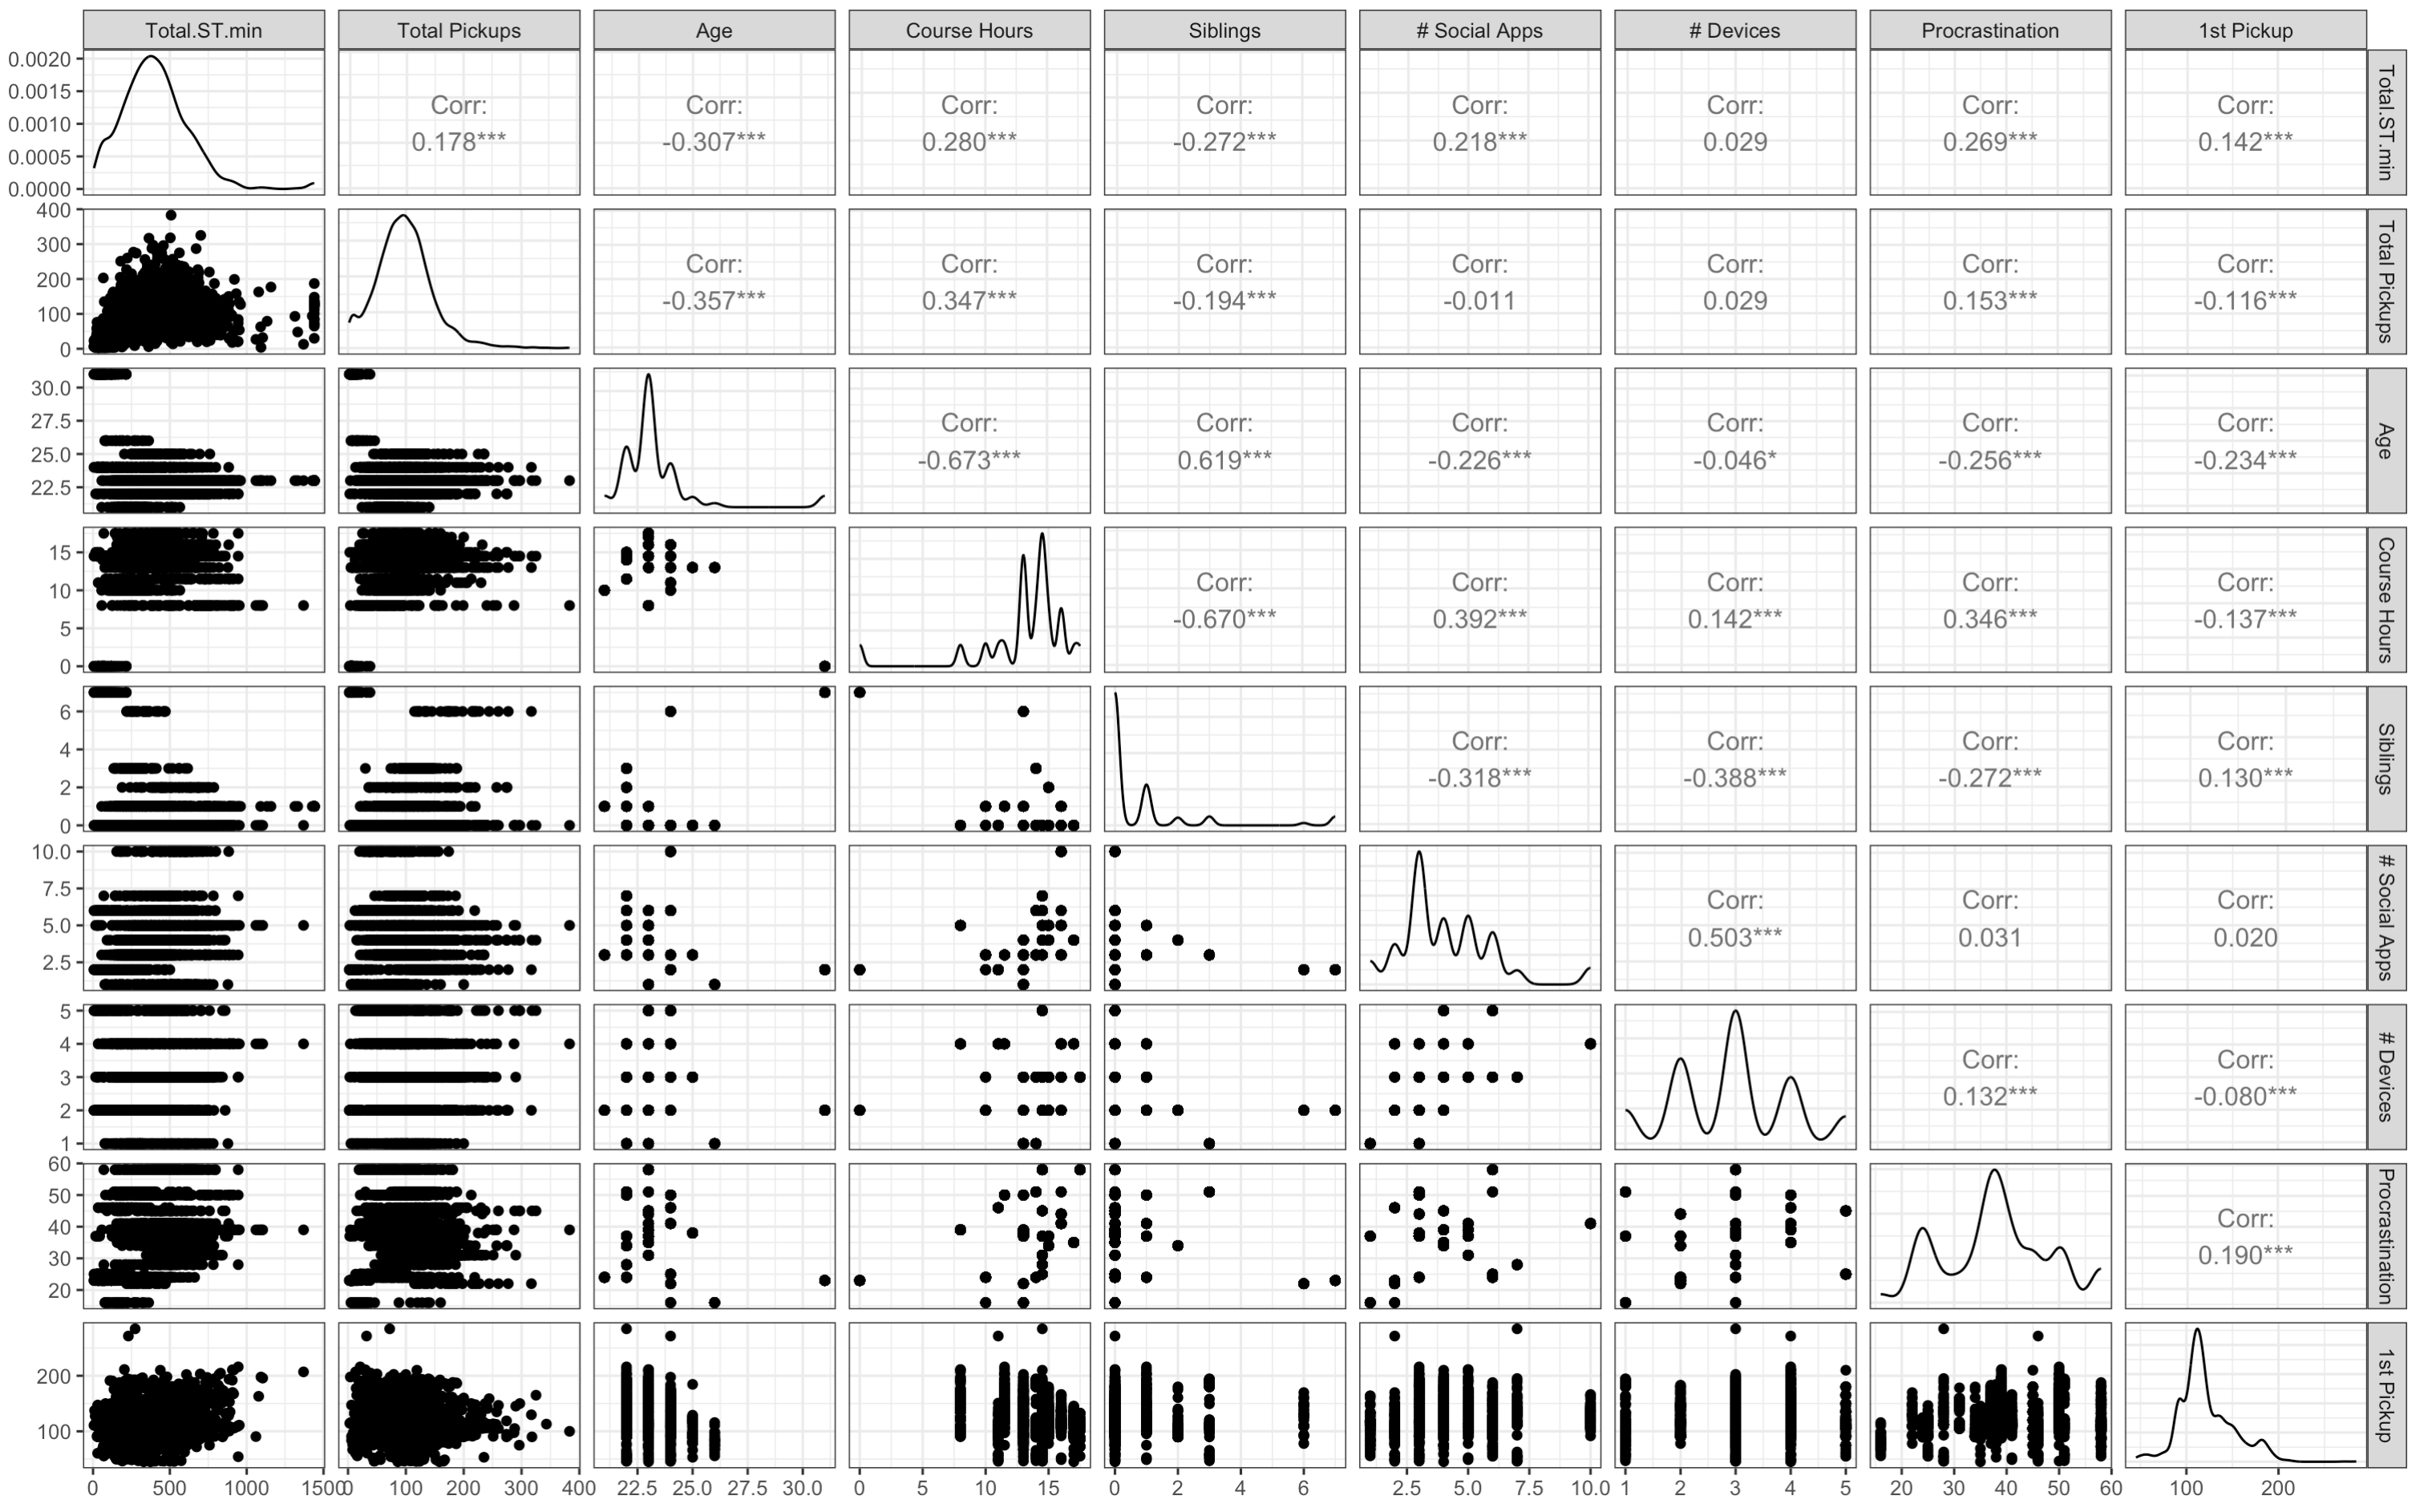 Total.ST.min Total Pickups Age Course Hours Siblings # Social Apps # Devices Procrastination 1st Pickup
0.0020
0.0015
0.0010
0.0005
0.0000
Corr: Corr: Corr: Corr: Corr: Corr: Corr: Corr:
0.178*** -0.307*** 0.280*** -0.272*** 0.218*** 0.029 0.269*** 0.142***
Total.ST.min
400
300
200
100
0
Corr: Corr: Corr: Corr: Corr: Corr: Corr:
-0.357*** 0.347*** -0.194*** -0.011 0.029 0.153*** -0.116***
Total Pickups
30.0
27.5
25.0
22.5
Corr: Corr: Corr: Corr: Corr: Corr:
-0.673*** 0.619*** -0.226*** -0.046* -0.256*** -0.234***
Age
15
10
5
0
Corr: Corr: Corr: Corr: Corr:
-0.670*** 0.392*** 0.142*** 0.346*** -0.137***
Course Hours
6
4
2
0
Corr: Corr: Corr: Corr:
-0.318*** -0.388*** -0.272*** 0.130***
Siblings
10.0
7.5
5.0
2.5
Corr: Corr: Corr:
0.503*** 0.031 0.020
# Social Apps
5
4
3
2
1
Corr: Corr:
0.132*** -0.080***
# Devices
60
50
40
30
20
Corr:
0.190***
Procrastination
200
100
1st Pickup
0 500 1000 1500 0 100 200 300 400 22.5 25.0 27.5 30.0 0 5 10 15 0 2 4 6 2.5 5.0 7.5 10.0 1 2 3 4 5 20 30 40 50 60 100 200